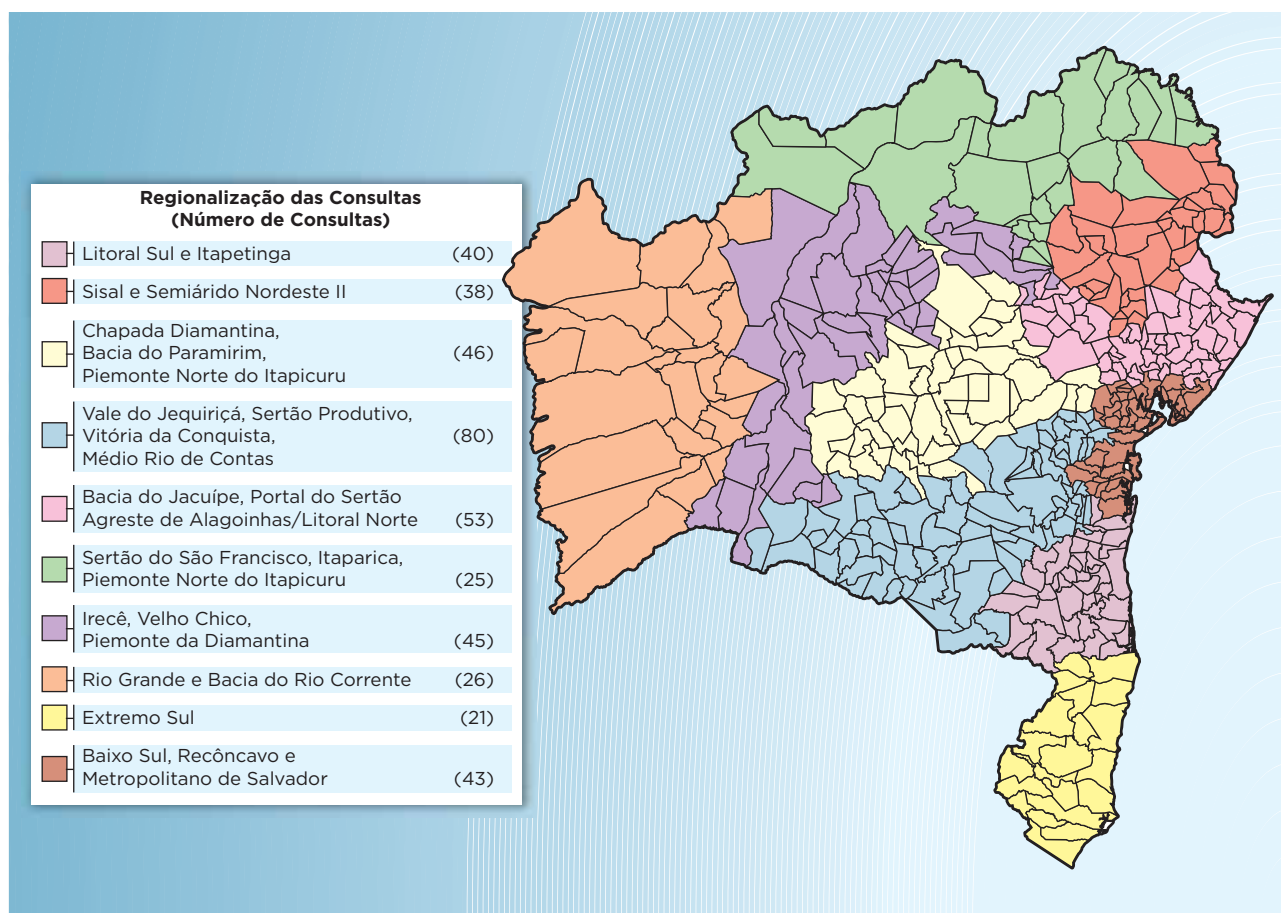 Regionalização das Consultas
(Número de Consultas)
Litoral Sul e Itapetinga (40)
Sisal e Semiárido Nordeste II (38)
Chapada Diamantina,
Bacia do Paramirim, (46)
Piemonte Norte do Itapicuru
Vale do Jequiriçá, Sertão Produtivo,
Vitória da Conquista, (80)
Médio Rio de Contas
Bacia do Jacuípe, Portal do Sertão
Agreste de Alagoinhas/Litoral Norte (53)
Sertão do São Francisco, Itaparica,
Piemonte Norte do Itapicuru (25)
Irecê, Velho Chico,
Piemonte da Diamantina (45)
Rio Grande e Bacia do Rio Corrente (26)
Extremo Sul (21)
Baixo Sul, Recôncavo e
Metropolitano de Salvador (43)